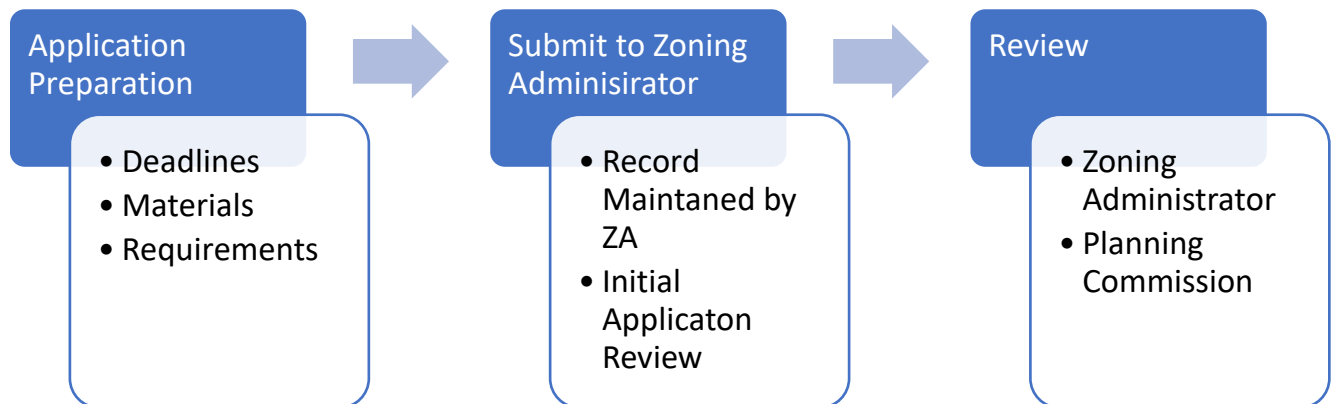 Application
Preparation
• Deadlines
• Materials
• Requirements
Submit to Zoning
Adminisirator
• Record
Maintaned by
ZA
• Initial
Applicaton
Review
Review
• Zoning
Administrator
• Planning
Commission